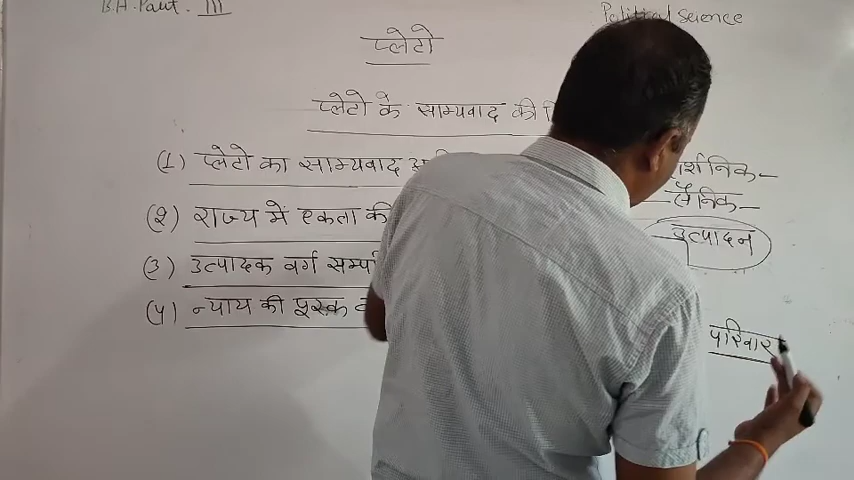 B.A. Part. III
Political Science
प्लेटो
प्लेटो के साम्यवाद की
(1) प्लेटो का साम्यवाद
(2) राज्य में एकता की
(3) उत्पादक वर्ग सम्प
(4) न्याय की पूरक
र्शनिक-
सैनिक-
उत्पादन
परिवार